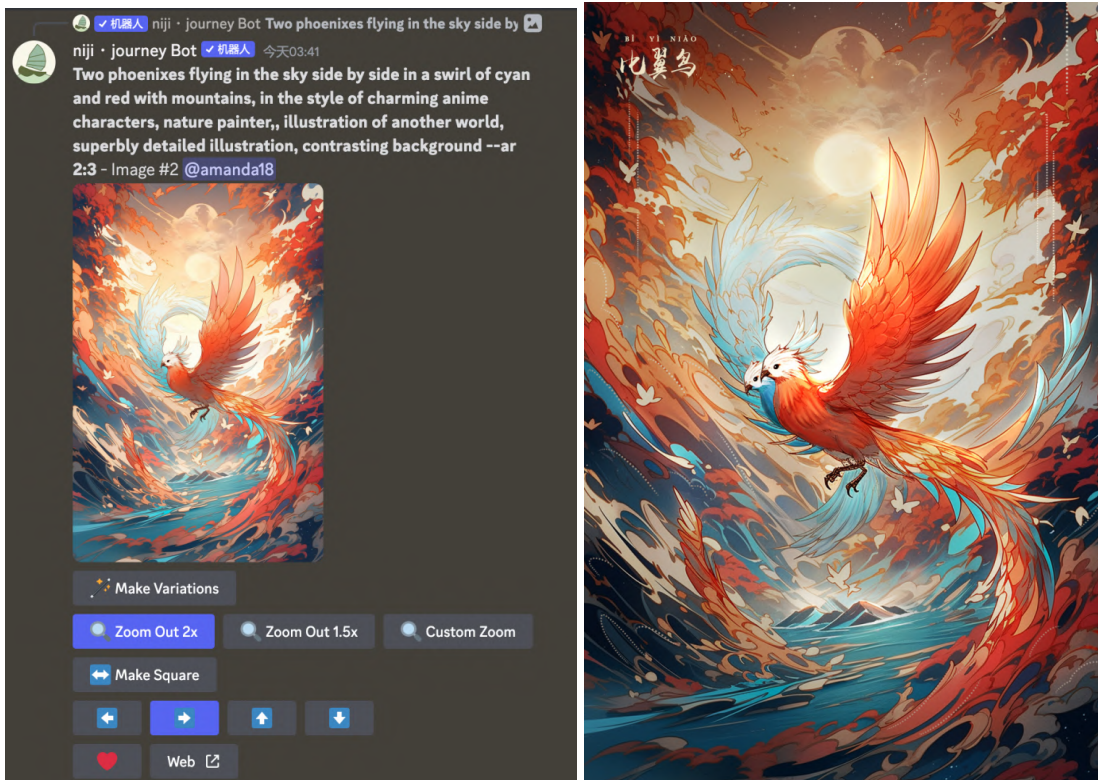 ✓ 机器人 niji・journey Bot Two phoenixes flying in the sky side by
niji・journey Bot ✓ 机器人 今天03:41
Two phoenixes flying in the sky side by side in a swirl of cyan
and red with mountains, in the style of charming anime
characters, nature painter,, illustration of another world,
superbly detailed illustration, contrasting background --ar
2:3 - Image #2 @amanda18
Make Variations
Zoom Out 2x
Zoom Out 1.5x
Custom Zoom
Make Square
Web
BǏ YÌ NIǍO
比翼鸟